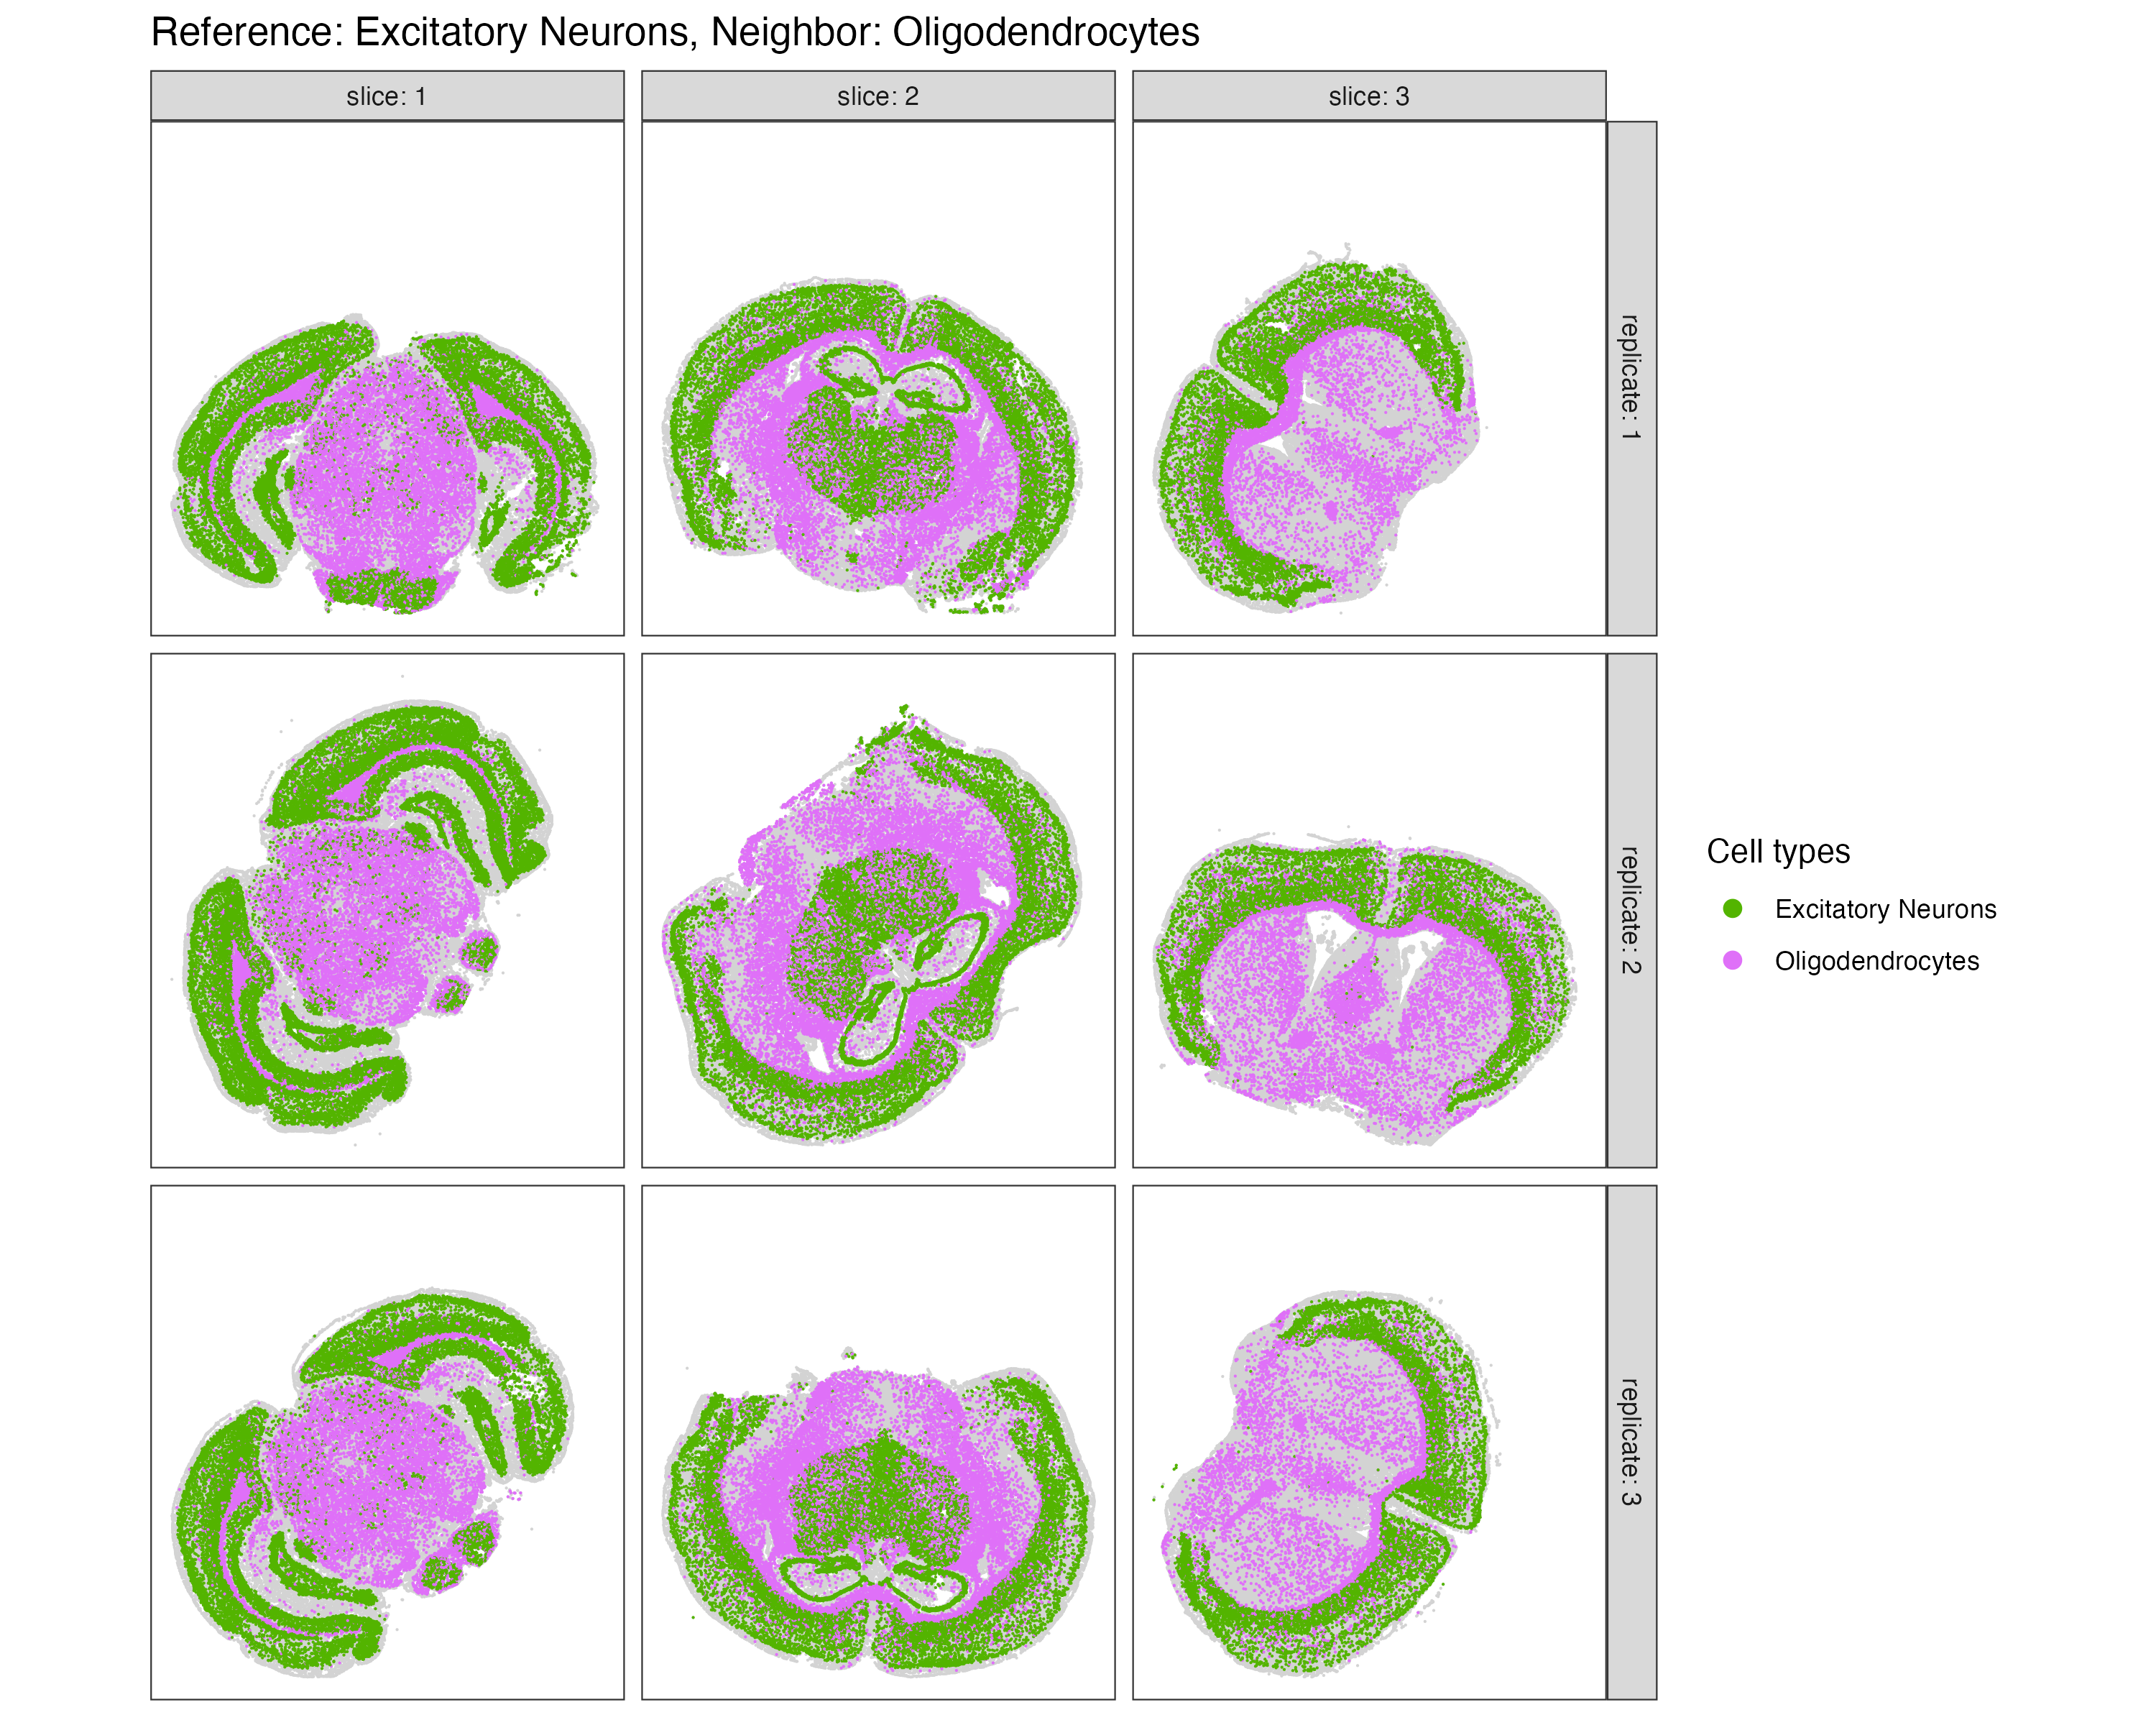 Reference: Excitatory Neurons, Neighbor: Oligodendrocytes
slice: 1
slice: 2
slice: 3
replicate: 1
replicate: 2
replicate: 3
Cell types
Excitatory Neurons
Oligodendrocytes